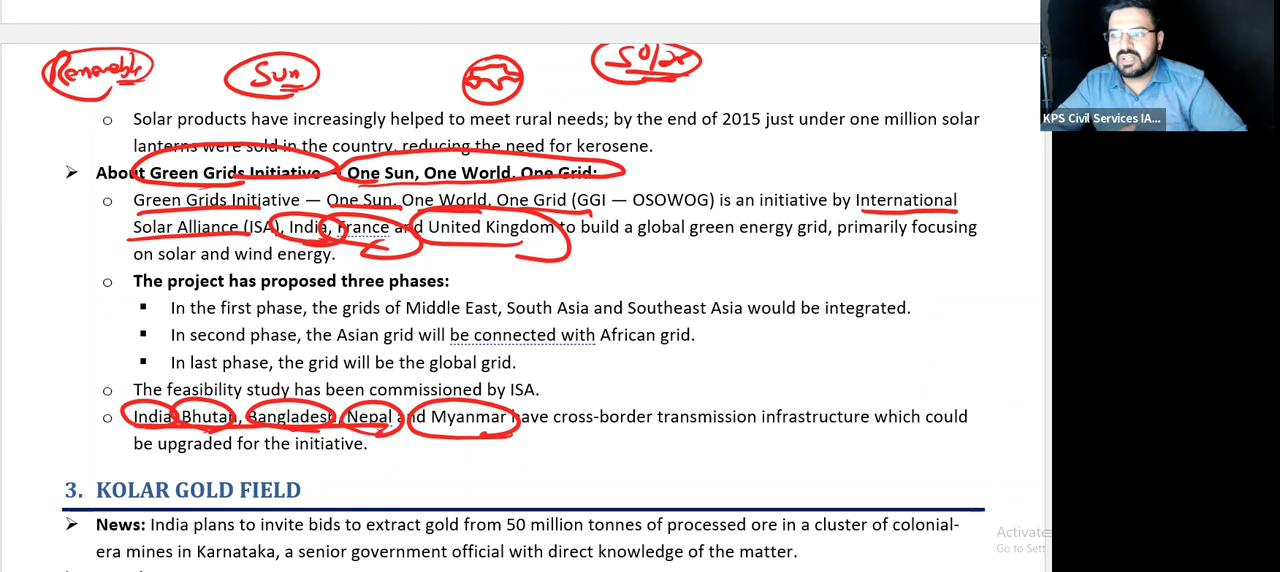 Renewable
Sun
Solar
KPS Civil Services IA...
o Solar products have increasingly helped to meet rural needs; by the end of 2015 just under one million solar
lanterns were sold in the country, reducing the need for kerosene.
➤ About Green Grids Initiative – One Sun, One World, One Grid:
o Green Grids Initiative — One Sun, One World, One Grid (GGI — OSOWOG) is an initiative by International
Solar Alliance (ISA), India, France and United Kingdom to build a global green energy grid, primarily focusing
on solar and wind energy.
o The project has proposed three phases:
▪ In the first phase, the grids of Middle East, South Asia and Southeast Asia would be integrated.
▪ In second phase, the Asian grid will be connected with African grid.
▪ In last phase, the grid will be the global grid.
o The feasibility study has been commissioned by ISA.
o India, Bhutan, Bangladesh, Nepal and Myanmar have cross-border transmission infrastructure which could
be upgraded for the initiative.
3. KOLAR GOLD FIELD
➤ News: India plans to invite bids to extract gold from 50 million tonnes of processed ore in a cluster of colonial-
era mines in Karnataka, a senior government official with direct knowledge of the matter.
Activate
Go to Sett